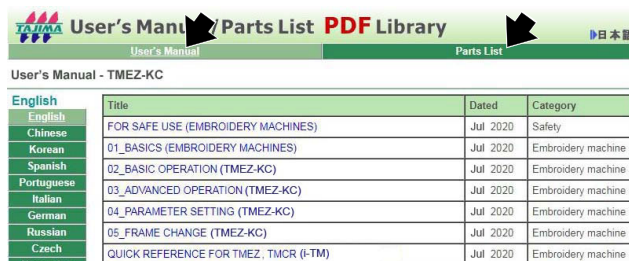 TAJIMA User's Manual/Parts List PDF Library
日本語
User's Manual Parts List
User's Manual - TMEZ-KC
English
English
Chinese
Korean
Spanish
Portuguese
Italian
German
Russian
Czech
Title Dated Category
FOR SAFE USE (EMBROIDERY MACHINES) Jul 2020 Safety
01_BASICS (EMBROIDERY MACHINES) Jul 2020 Embroidery machine
02_BASIC OPERATION (TMEZ-KC) Jul 2020 Embroidery machine
03_ADVANCED OPERATION (TMEZ-KC) Jul 2020 Embroidery machine
04_PARAMETER SETTING (TMEZ-KC) Jul 2020 Embroidery machine
05_FRAME CHANGE (TMEZ-KC) Jul 2020 Embroidery machine
QUICK REFERENCE FOR TMEZ, TMCR (i-TM) Jul 2020 Embroidery machine